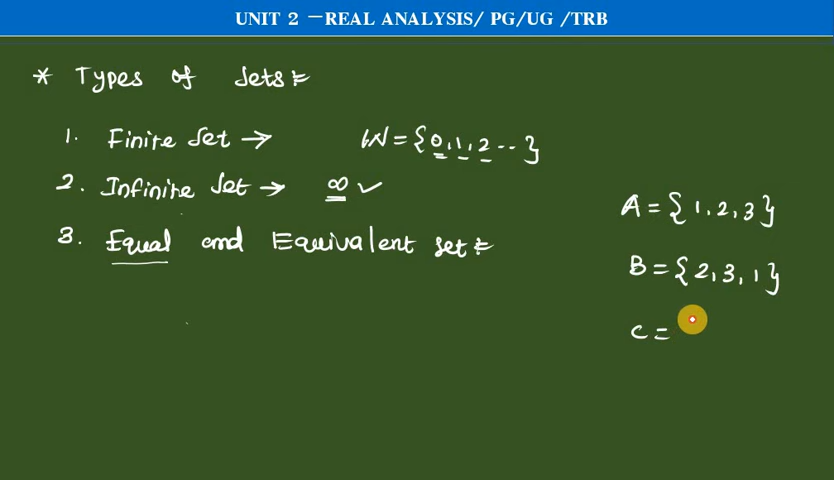 UNIT 2 -REAL ANALYSIS/ PG/UG /TRB
* Types of Sets :-
1. Finite Set → W = {0, 1, 2 --}
2. Infinite Set → ∞ ✓
3. Equal and Equivalent Set :-
A = {1, 2, 3}
B = {2, 3, 1}
C =